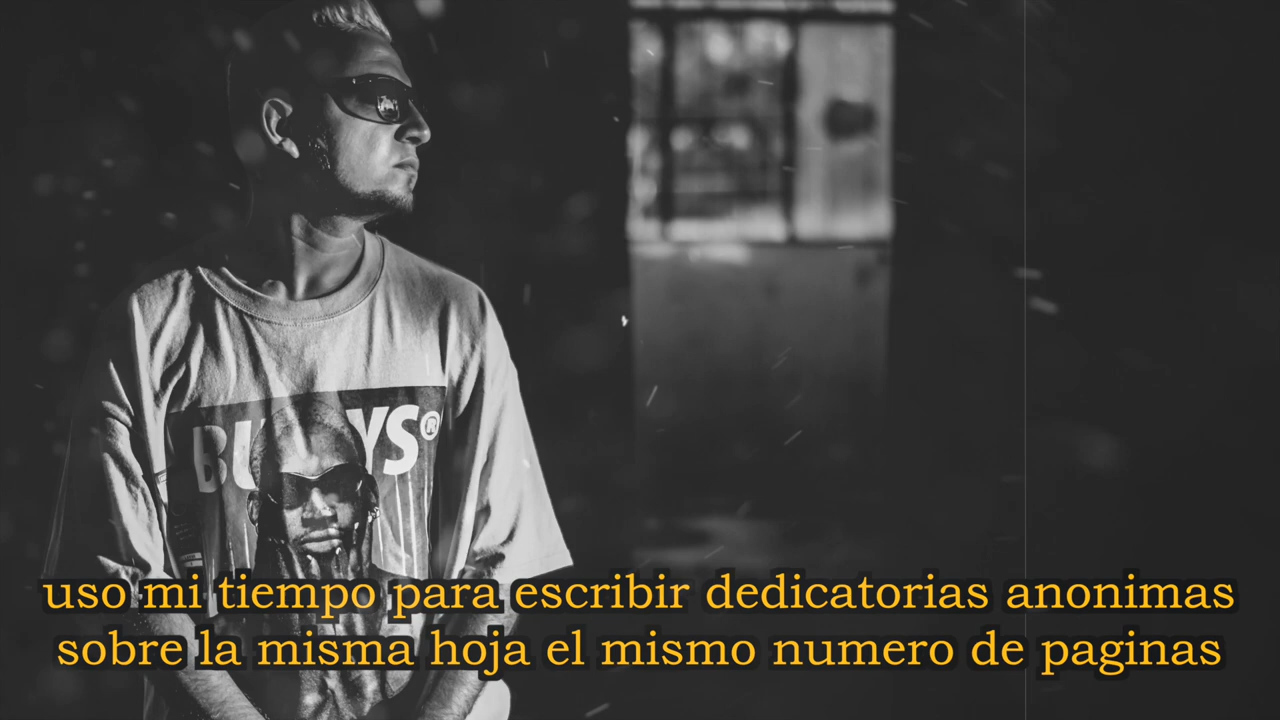 uso mi tiempo para escribir dedicatorias anonimas
sobre la misma hoja el mismo numero de paginas